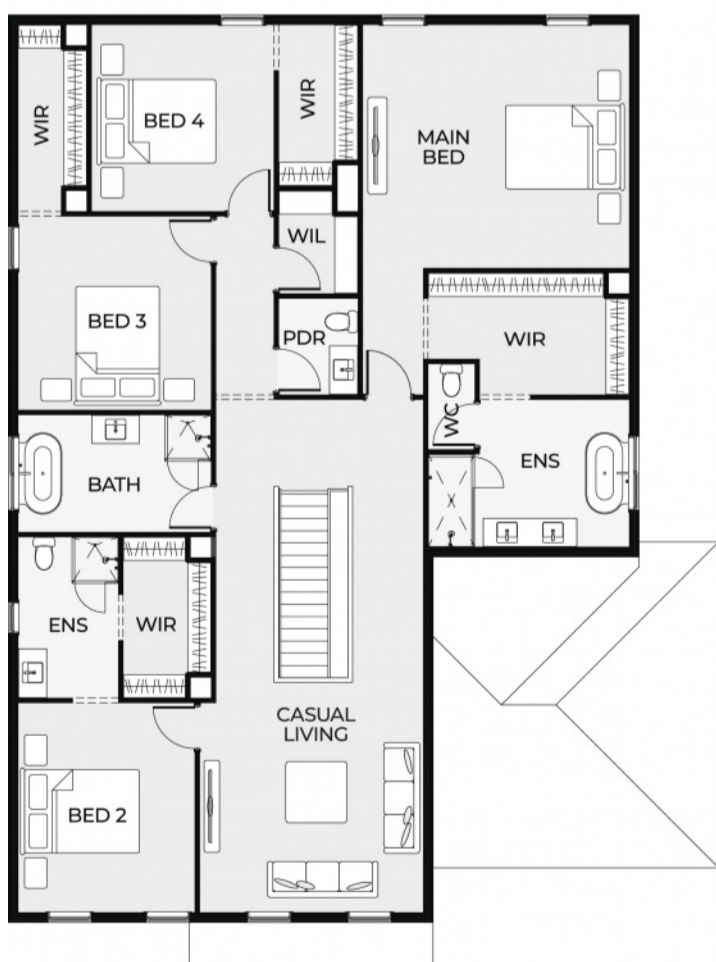 WIR
BED 4
WIR
MAIN
BED
WIL
BED 3
PDR
WIR
WC
BATH
ENS
ENS
WIR
CASUAL
LIVING
BED 2